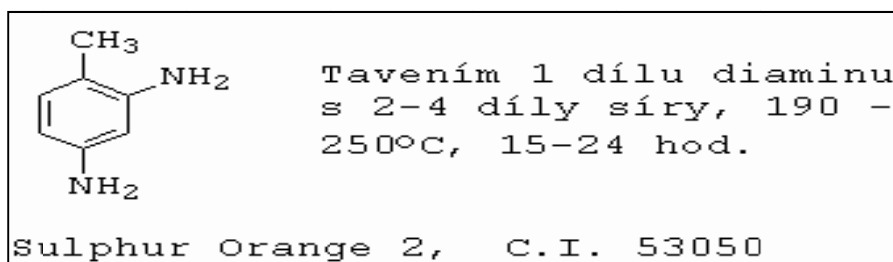 CH3
NH2
NH2
Tavením 1 dílu diaminu
s 2-4 díly síry, 190 -
250ºC, 15-24 hod.
Sulphur Orange 2, C.I. 53050